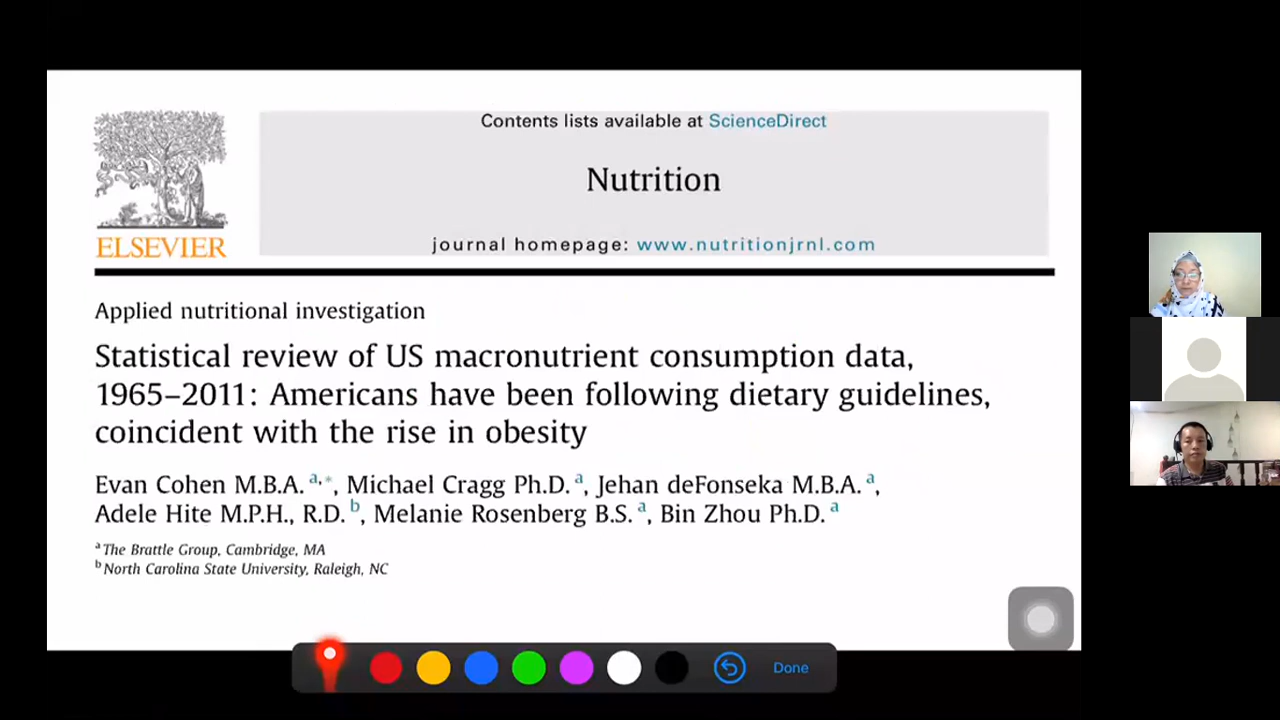 Contents lists available at ScienceDirect
Nutrition
journal homepage: www.nutritionjrnl.com
ELSEVIER
Applied nutritional investigation
Statistical review of US macronutrient consumption data,
1965–2011: Americans have been following dietary guidelines,
coincident with the rise in obesity
Evan Cohen M.B.A. a,*, Michael Cragg Ph.D. a, Jehan deFonseka M.B.A. a,
Adele Hite M.P.H., R.D. b, Melanie Rosenberg B.S. a, Bin Zhou Ph.D. a
a The Brattle Group, Cambridge, MA
b North Carolina State University, Raleigh, NC
Done